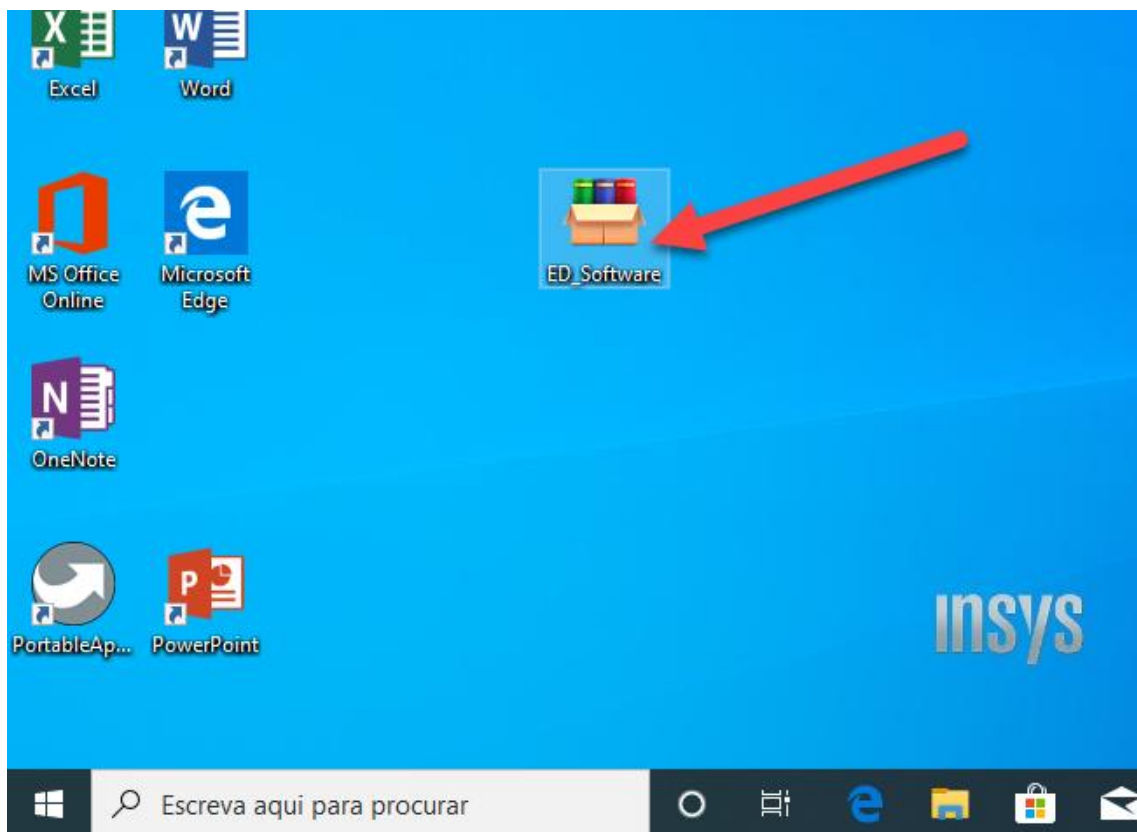 Excel
Word
MS Office
Online
Microsoft
Edge
ED_Software
OneNote
PortableAp...
PowerPoint
INSYS
Escreva aqui para procurar